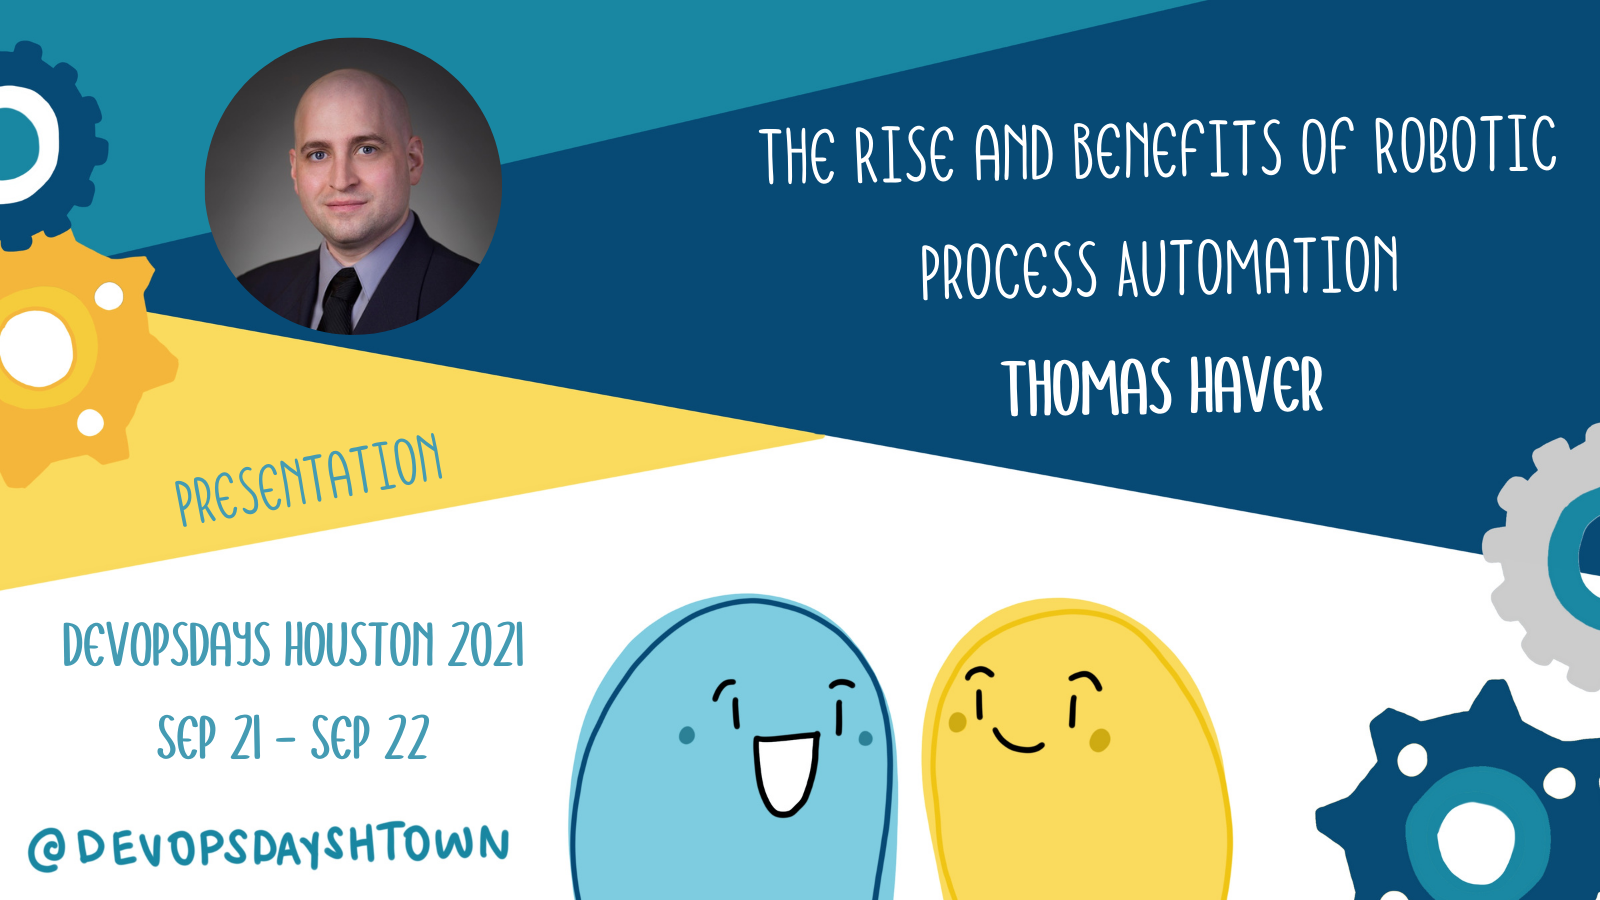 THE RISE AND BENEFITS OF ROBOTIC
PROCESS AUTOMATION
THOMAS HAVER
PRESENTATION
DEVOPSDAYS HOUSTON 2021
SEP 21 - SEP 22
@DEVOPSDAYSHTOWN